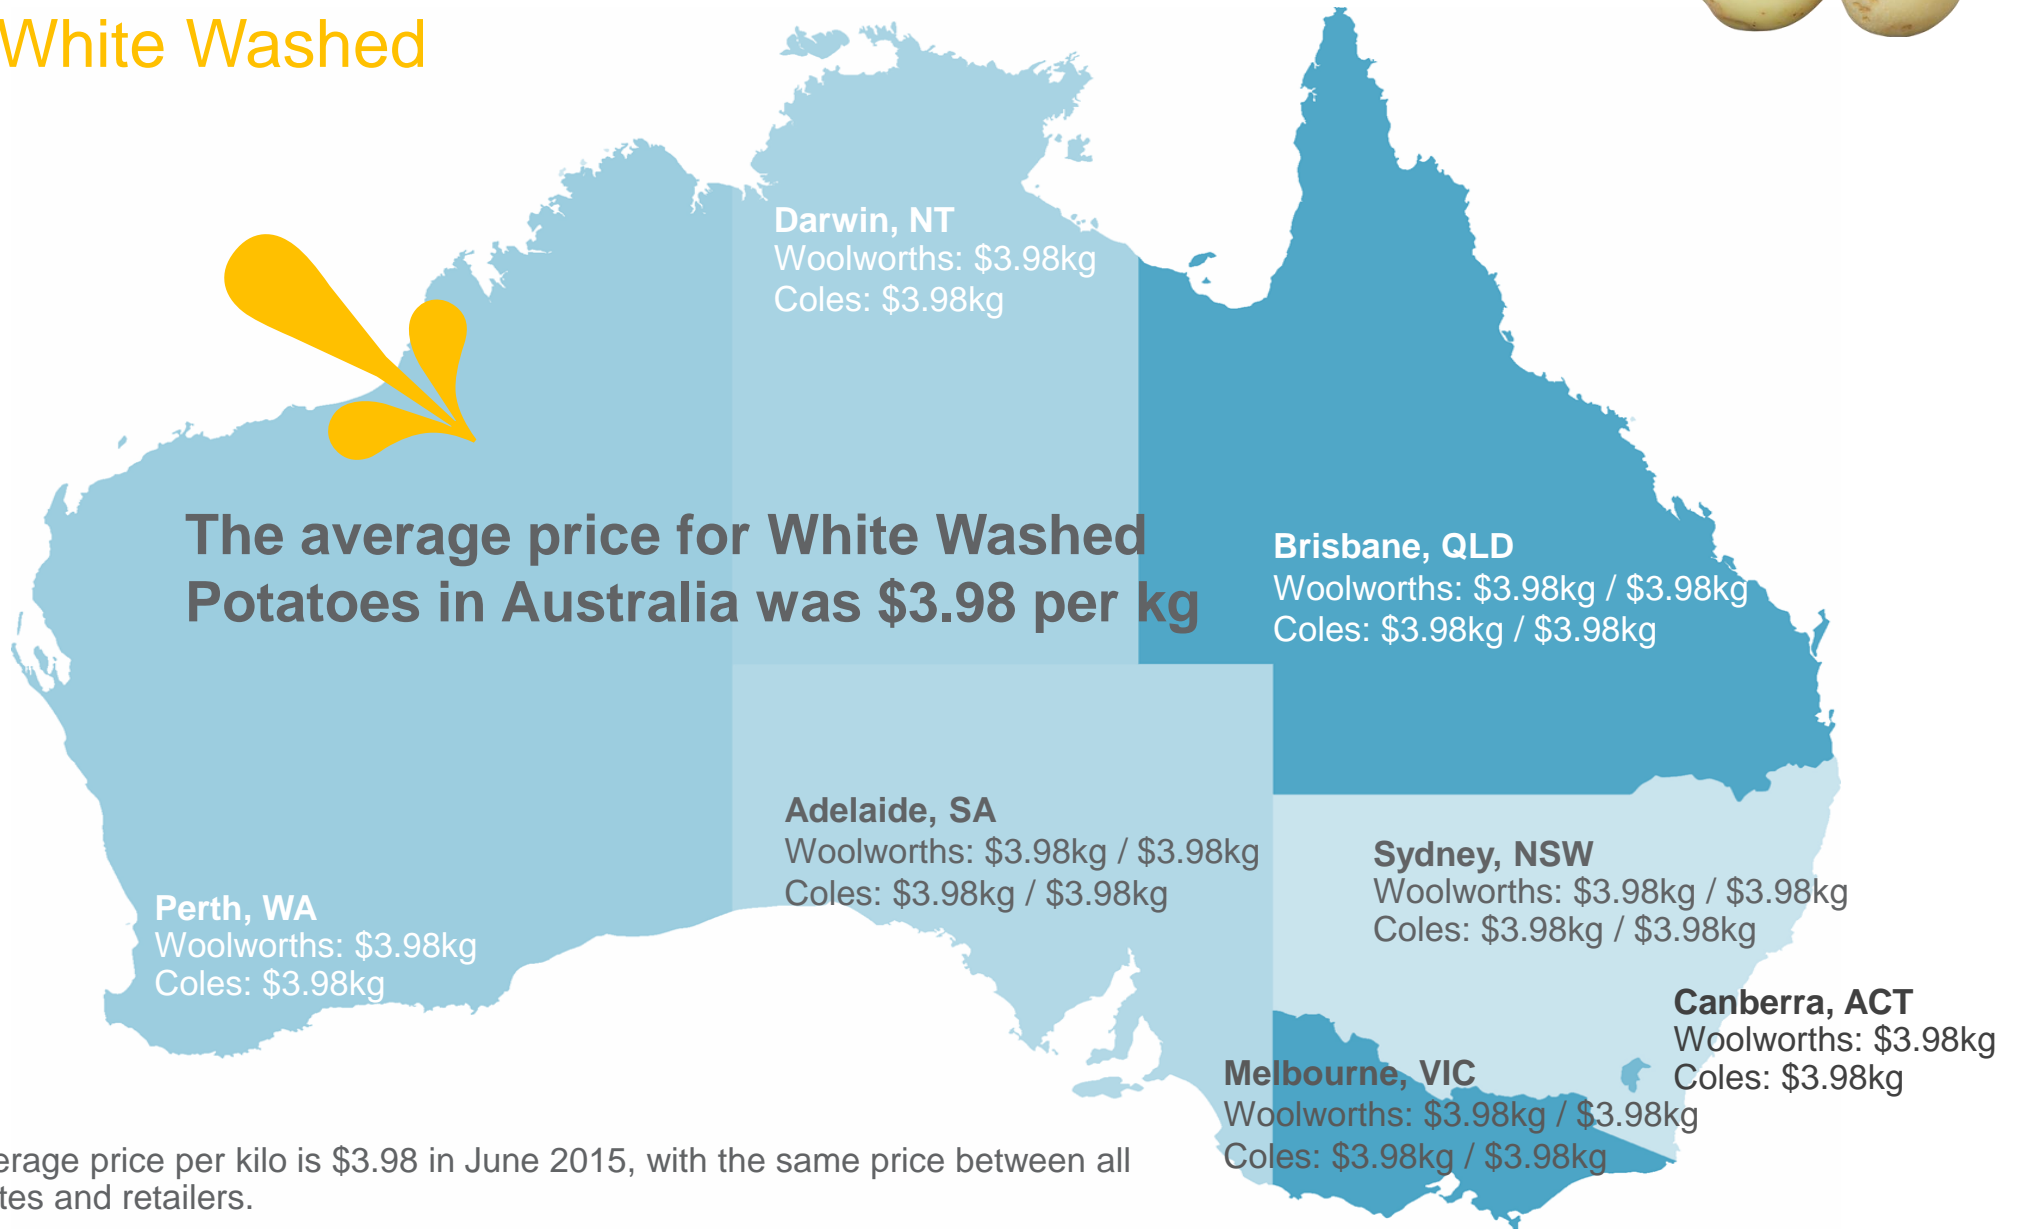 White Washed
Darwin, NT
Woolworths: $3.98kg
Coles: $3.98kg
The average price for White Washed
Potatoes in Australia was $3.98 per kg
Brisbane, QLD
Woolworths: $3.98kg / $3.98kg
Coles: $3.98kg / $3.98kg
Adelaide, SA
Woolworths: $3.98kg / $3.98kg
Coles: $3.98kg / $3.98kg
Sydney, NSW
Woolworths: $3.98kg / $3.98kg
Coles: $3.98kg / $3.98kg
Perth, WA
Woolworths: $3.98kg
Coles: $3.98kg
Canberra, ACT
Woolworths: $3.98kg
Coles: $3.98kg
Melbourne, VIC
Woolworths: $3.98kg / $3.98kg
Coles: $3.98kg / $3.98kg
price per kilo is $3.98 in June 2015, with the same price between all
and retailers.